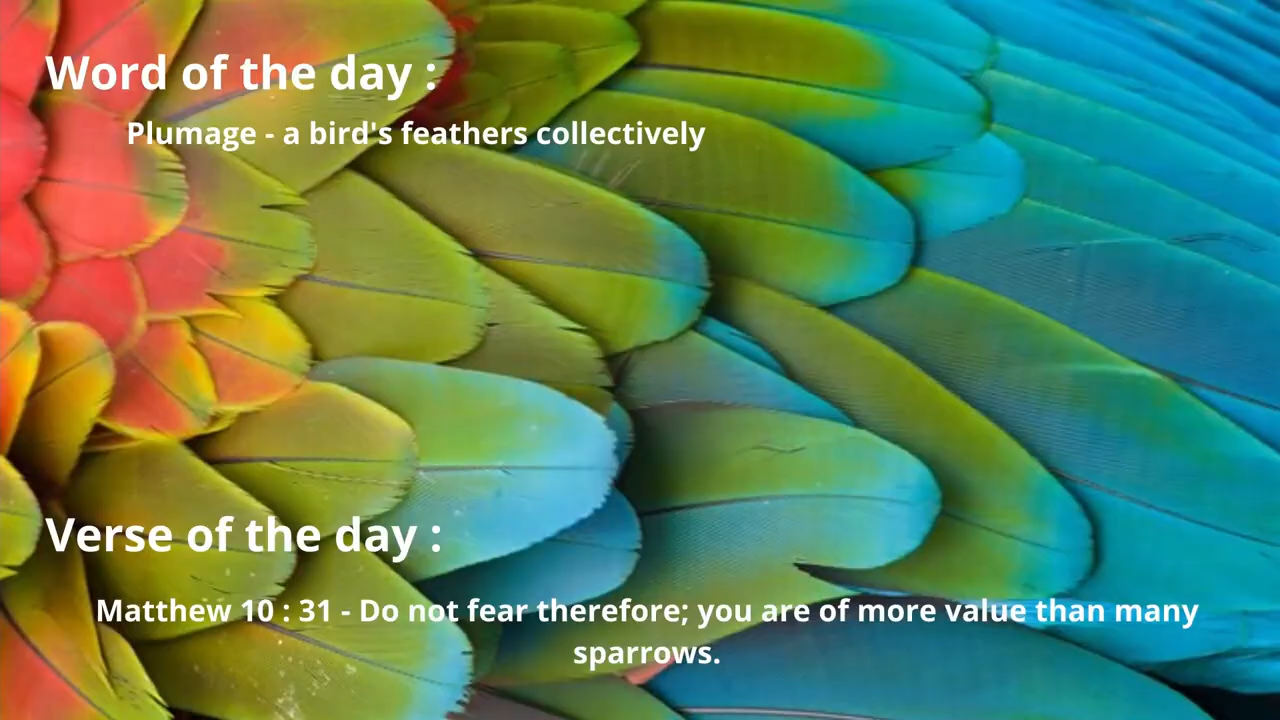 Word of the day :
Plumage - a bird's feathers collectively
Verse of the day :
Matthew 10 : 31 - Do not fear therefore; you are of more value than many
sparrows.